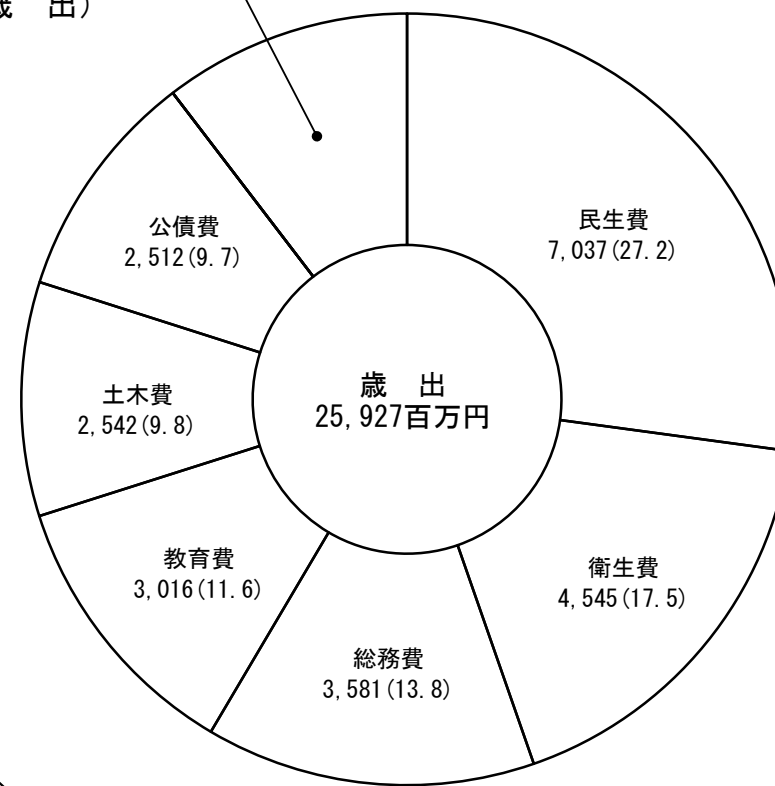 歳 出)
民生費
7,037(27.2)
衛生費
4,545(17.5)
総務費
3,581(13.8)
教育費
3,016(11.6)
土木費
2,542(9.8)
公債費
2,512(9.7)
歳 出
25,927百万円